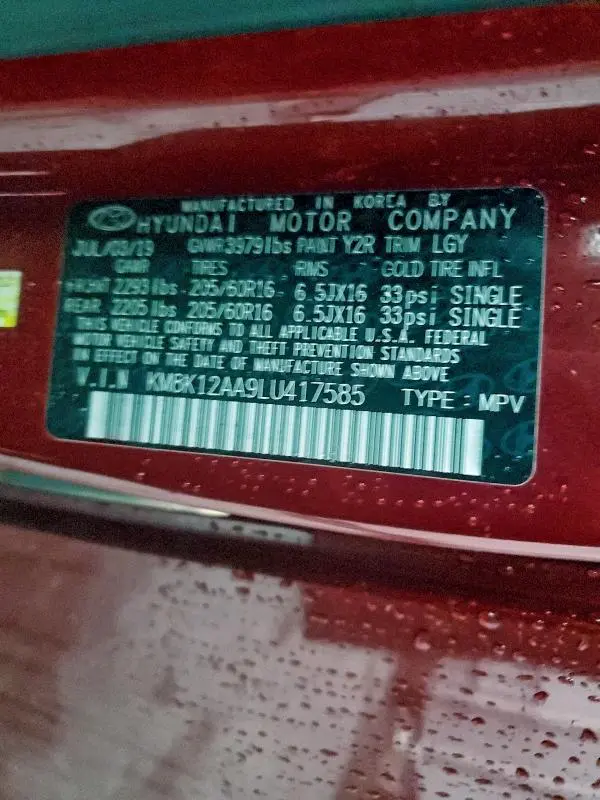 MANUFACTURED IN KOREA BY
HYUNDAI MOTOR COMPANY
JUL/03/19 GVWR 3979 lbs PAINT Y2R TRIM LGY
GAWR TIRES RIMS COLD TIRE INFL
FRONT 2293 lbs 205/60R16 6.5JX16 33psi SINGLE
REAR 2205 lbs 205/60R16 6.5JX16 33psi SINGLE
THIS VEHICLE CONFORMS TO ALL APPLICABLE U.S.A. FEDERAL
MOTOR VEHICLE SAFETY AND THEFT PREVENTION STANDARDS
IN EFFECT ON THE DATE OF MANUFACTURE SHOWN ABOVE
V.I.N KM8K12AA9LU417585 TYPE : MPV